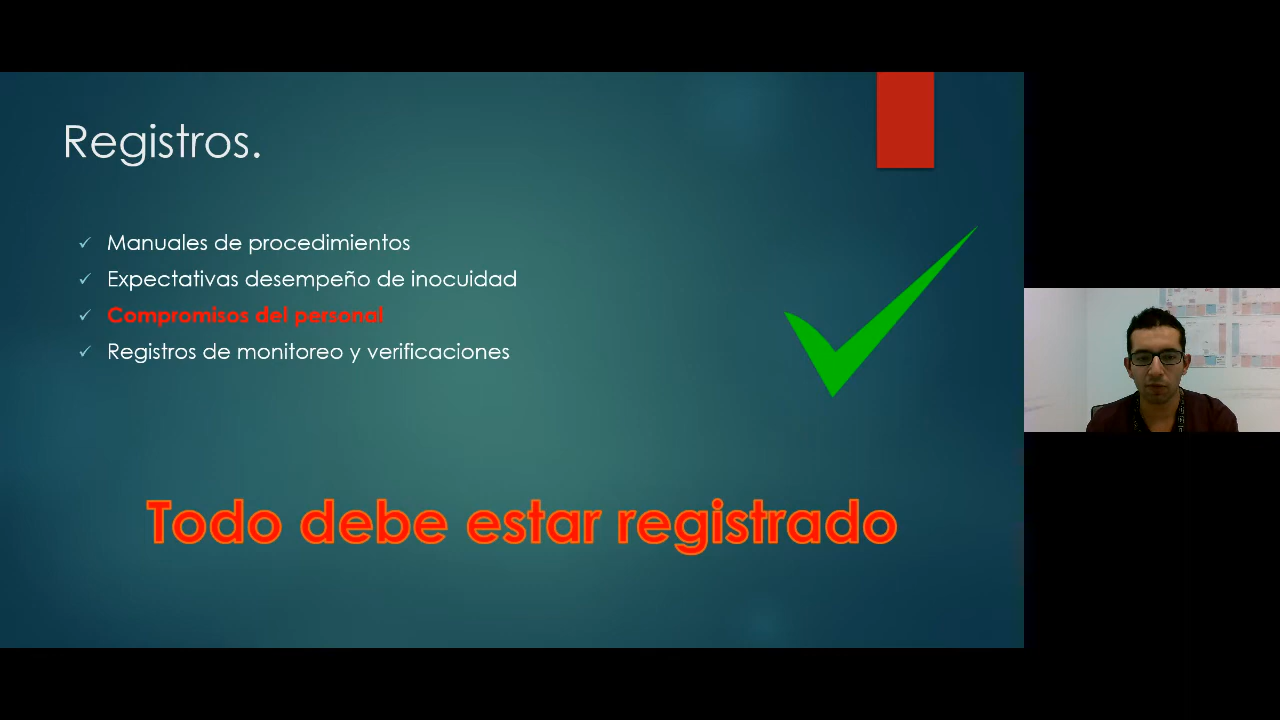 Registros.
Manuales de procedimientos
Expectativas desempeño de inocuidad
Compromisos del personal
Registros de monitoreo y verificaciones
Todo debe estar registrado